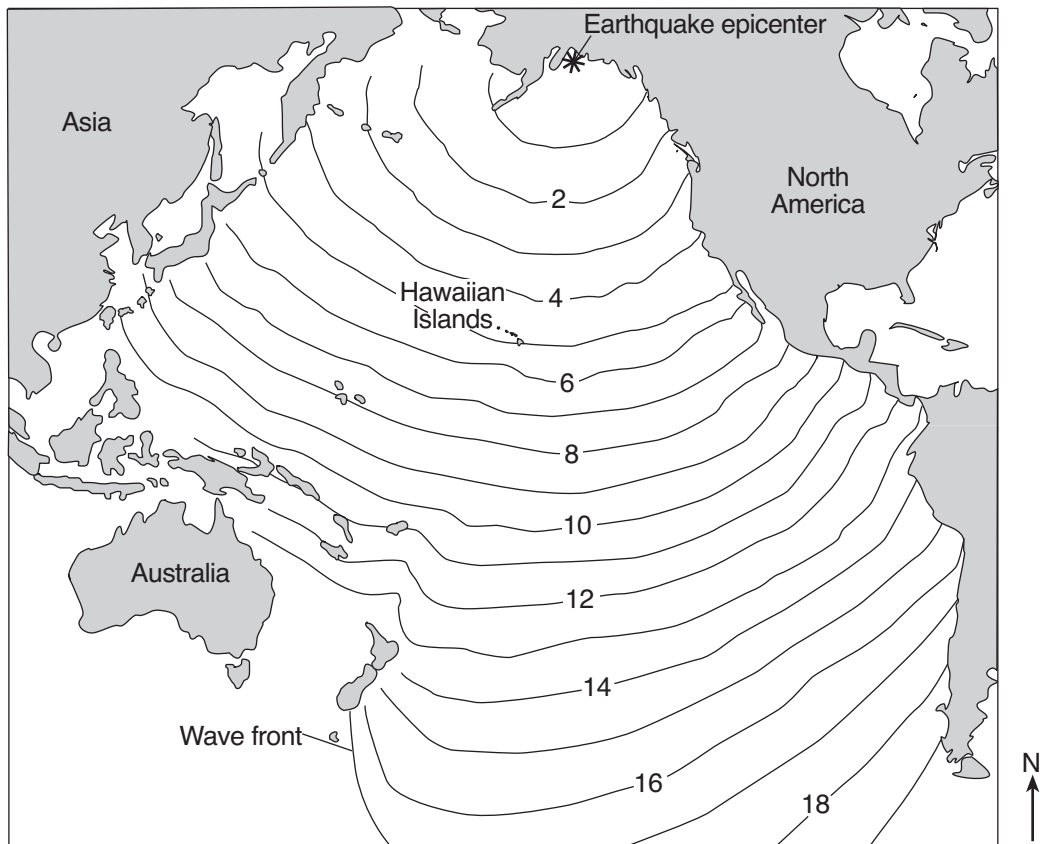 Earthquake epicenter
Asia
North
America
2
4
Hawaiian
Islands
6
8
10
Australia
12
14
Wave front
16
18
N